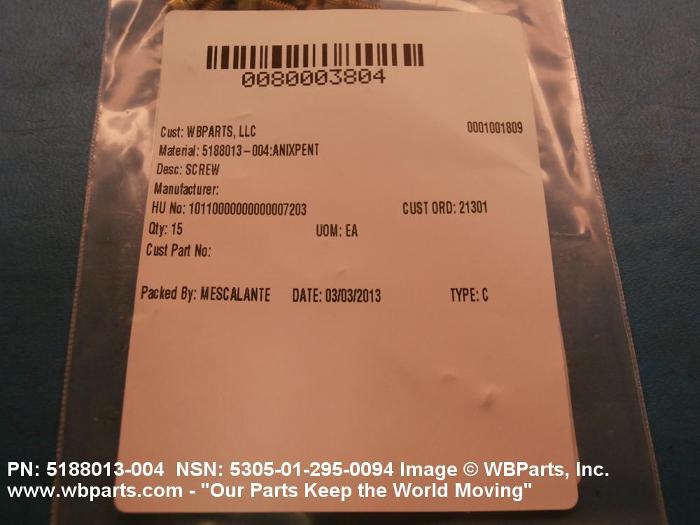 0080003804
Cust: WBPARTS, LLC 0001001809
Material: 5188013-004:ANIXPENT
Desc: SCREW
Manufacturer:
HU No: 10110000000000007203 CUST ORD: 21301
Qty: 15 UOM: EA
Cust Part No:
Packed By: MESCALANTE DATE: 03/03/2013 TYPE: C
PN: 5188013-004 NSN: 5305-01-295-0094 Image © WBParts, Inc.
www.wbparts.com - "Our Parts Keep the World Moving"